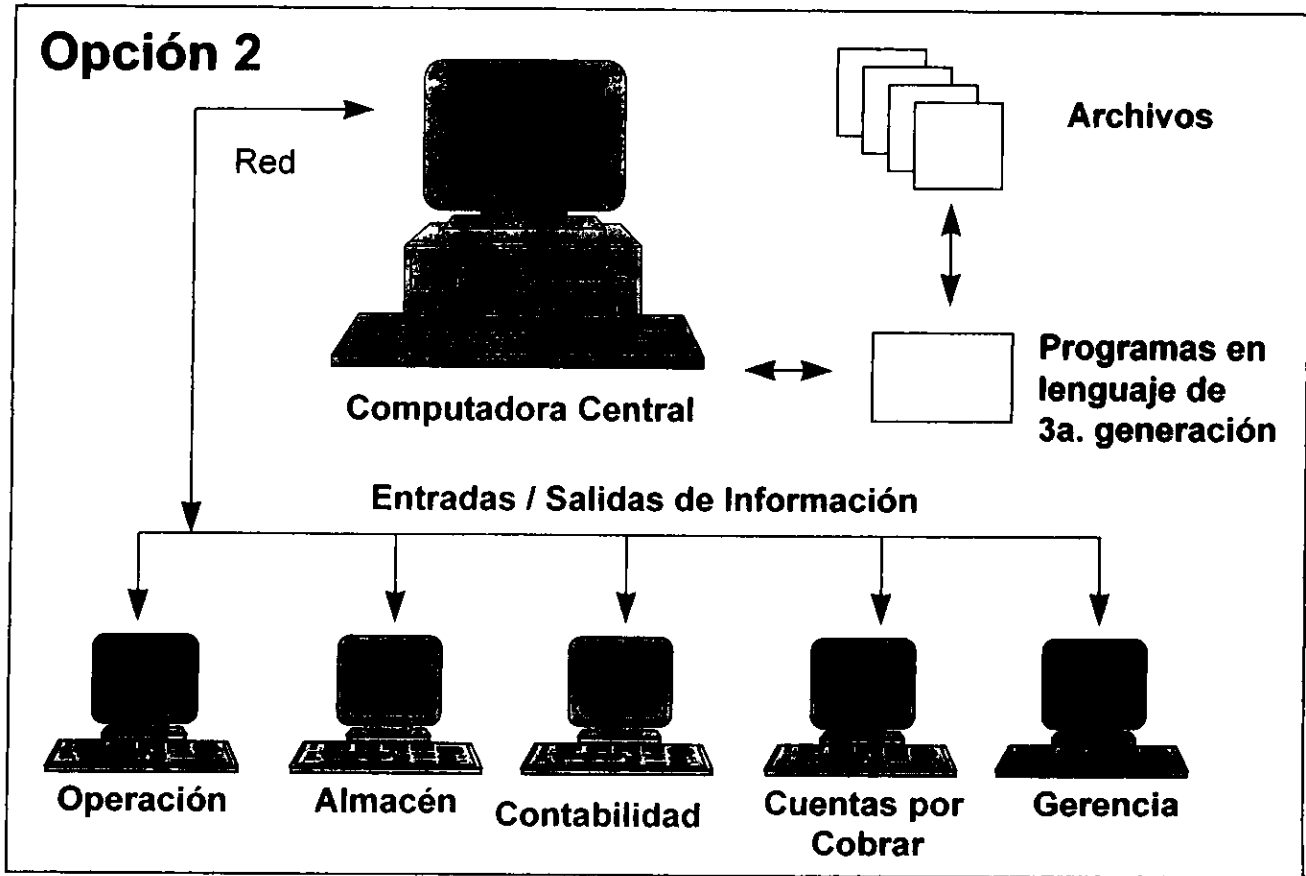 Opción 2
Red
Archivos
Computadora Central
Programas en
lenguaje de
3a. generación
Entradas / Salidas de Información
Operación
Almacén
Contabilidad
Cuentas por
Cobrar
Gerencia